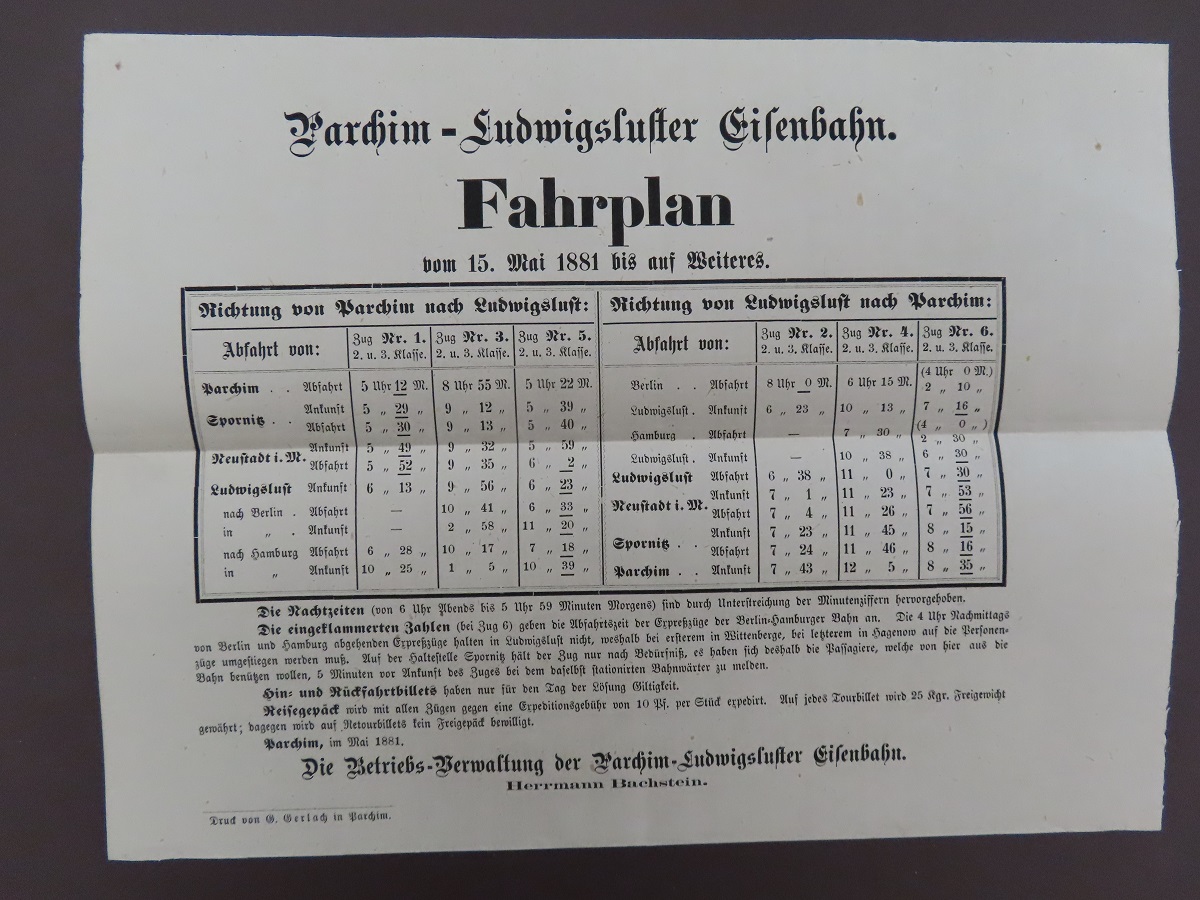 Parchim-Ludwigsluster Eisenbahn.
Fahrplan
vom 15. Mai 1881 bis auf Weiteres.
Richtung von Parchim nach Ludwigslust:
Abfahrt von: Zug Nr. 1. 2. u. 3. Klasse. Zug Nr. 3. 2. u. 3. Klasse. Zug Nr. 5. 2. u. 3. Klasse.
Parchim . . Abfahrt 5 Uhr 12 M. 8 Uhr 55 M. 5 Uhr 22 M.
Spornitz . . Ankunft 5 „ 29 „ 9 „ 12 „ 5 „ 39 „
Abfahrt 5 „ 30 „ 9 „ 13 „ 5 „ 40 „
Neustadt i. M. Ankunft 5 „ 49 „ 9 „ 32 „ 5 „ 59 „
Abfahrt 5 „ 52 „ 9 „ 35 „ 6 „ 2 „
Ludwigslust Ankunft 6 „ 13 „ 9 „ 56 „ 6 „ 23 „
nach Berlin . Abfahrt — 10 „ 41 „ 6 „ 33 „
in „ . Ankunft — 2 „ 58 „ 11 „ 20 „
nach Hamburg Abfahrt 6 „ 28 „ 10 „ 17 „ 7 „ 18 „
in „ Ankunft 10 „ 25 „ 1 „ 5 „ 10 „ 39 „
Richtung von Ludwigslust nach Parchim:
Abfahrt von: Zug Nr. 2. 2. u. 3. Klasse. Zug Nr. 4. 2. u. 3. Klasse. Zug Nr. 6. 2. u. 3. Klasse.
Berlin . . Abfahrt 8 Uhr 0 M. 6 Uhr 15 M. (4 Uhr 0 M.) 2 „ 10 „
Ludwigslust . Ankunft 6 „ 23 „ 10 „ 13 „ 7 „ 16 „
Hamburg . Abfahrt — 7 „ 30 „ (4 „ 0 „ ) 2 „ 30 „
Ludwigslust . Ankunft — 10 „ 38 „ 6 „ 30 „
Ludwigslust Abfahrt 6 „ 38 „ 11 „ 0 „ 7 „ 30 „
Neustadt i. M. Ankunft 7 „ 1 „ 11 „ 23 „ 7 „ 53 „
Abfahrt 7 „ 4 „ 11 „ 26 „ 7 „ 56 „
Spornitz . . Ankunft 7 „ 23 „ 11 „ 45 „ 8 „ 15 „
Abfahrt 7 „ 24 „ 11 „ 46 „ 8 „ 16 „
Parchim . . Ankunft 7 „ 43 „ 12 „ 5 „ 8 „ 35 „
Die Nachtzeiten (von 6 Uhr Abends bis 5 Uhr 59 Minuten Morgens) sind durch Unterstreichung der Minutenziffern hervorgehoben.
Die eingeklammerten Zahlen (bei Zug 6) geben die Abfahrtszeit der Expreßzüge der Berlin-Hamburger Bahn an. Die 4 Uhr Nachmittags
von Berlin und Hamburg abgehenden Expreßzüge halten in Ludwigslust nicht, weshalb bei ersterem in Wittenberge, bei letzterem in Hagenow auf die Personen-
züge umgestiegen werden muß. Auf der Haltestelle Spornitz hält der Zug nur nach Bedürfniß, es haben sich deshalb die Passagiere, welche von hier aus die
Bahn benützen wollen, 5 Minuten vor Ankunft des Zuges bei dem daselbst stationirten Bahnwärter zu melden.
Hin- und Rückfahrtbillets haben nur für den Tag der Lösung Giltigkeit.
Reisegepäck wird mit allen Zügen gegen eine Expeditionsgebühr von 10 Pf. per Stück expedirt. Auf jedes Tourbillet wird 25 Kgr. Freigewicht
gewährt; dagegen wird auf Retourbillets kein Freigepäck bewilligt.
Parchim, im Mai 1881.
Die Betriebs-Verwaltung der Parchim-Ludwigsluster Eisenbahn.
Herrmann Bachstein.
Druck von G. Gerlach in Parchim.